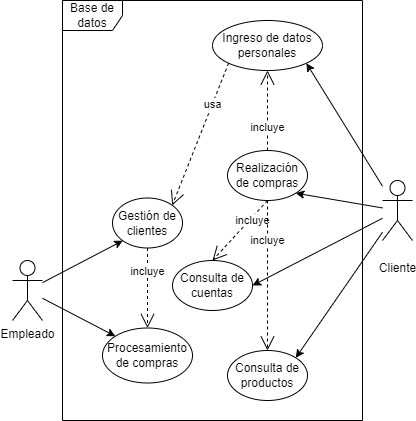 Base de
datos
Ingreso de datos
personales
usa
incluye
Realización
de compras
Gestión de
clientes
incluye
incluye
incluye
Cliente
Consulta de
cuentas
Empleado
Procesamiento
de compras
Consulta de
productos